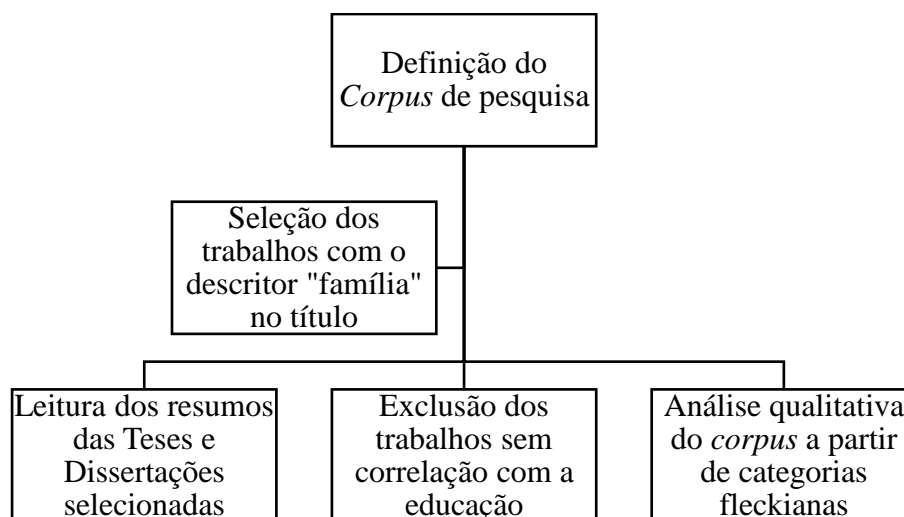 Definição do
Corpus de pesquisa
Seleção dos
trabalhos com o
descritor "família"
no título
Leitura dos resumos
das Teses e
Dissertações
selecionadas
Exclusão dos
trabalhos sem
correlação com a
educação
Análise qualitativa
do corpus a partir
de categorias
fleckianas